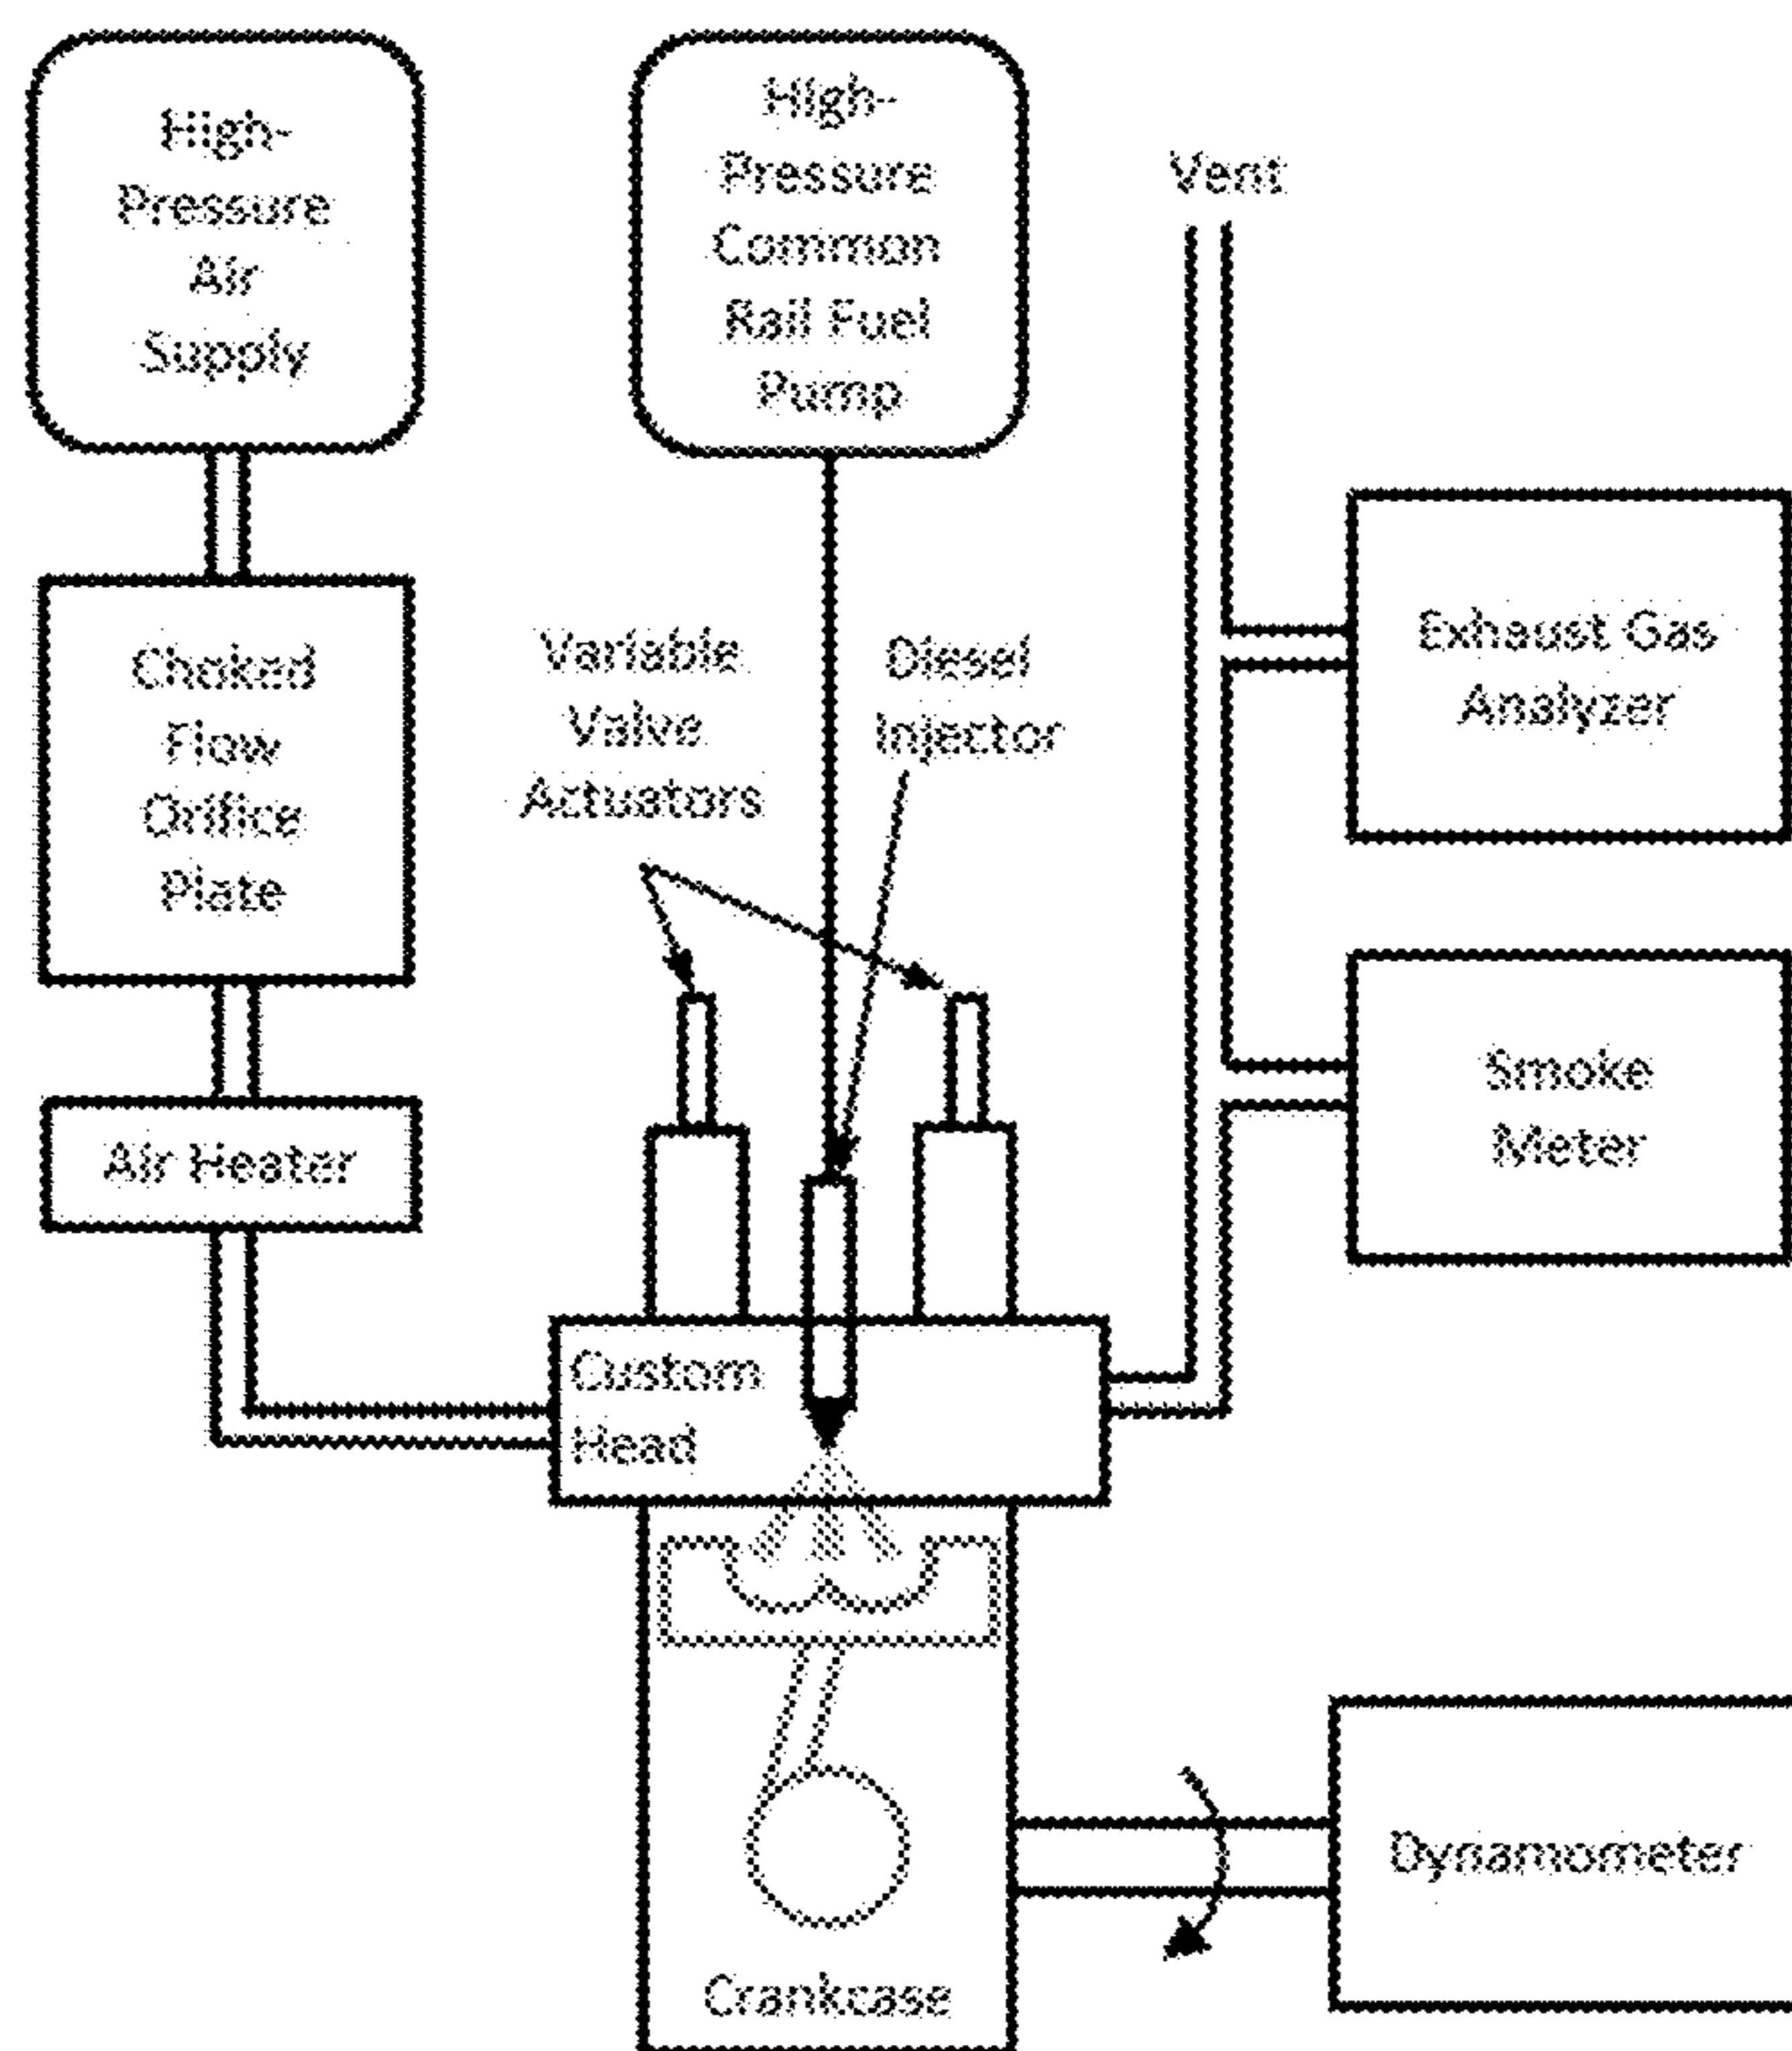 High-
Pressure
Air
Supply
High-
Pressure
Common
Rail Fuel
Pump
Vent
Choked
Flow
Orifice
Plate
Variable
Valve
Actuators
Diesel
Injector
Exhaust Gas
Analyzer
Smoke
Meter
Air Heater
Custom
Head
Dynamometer
Crankcase